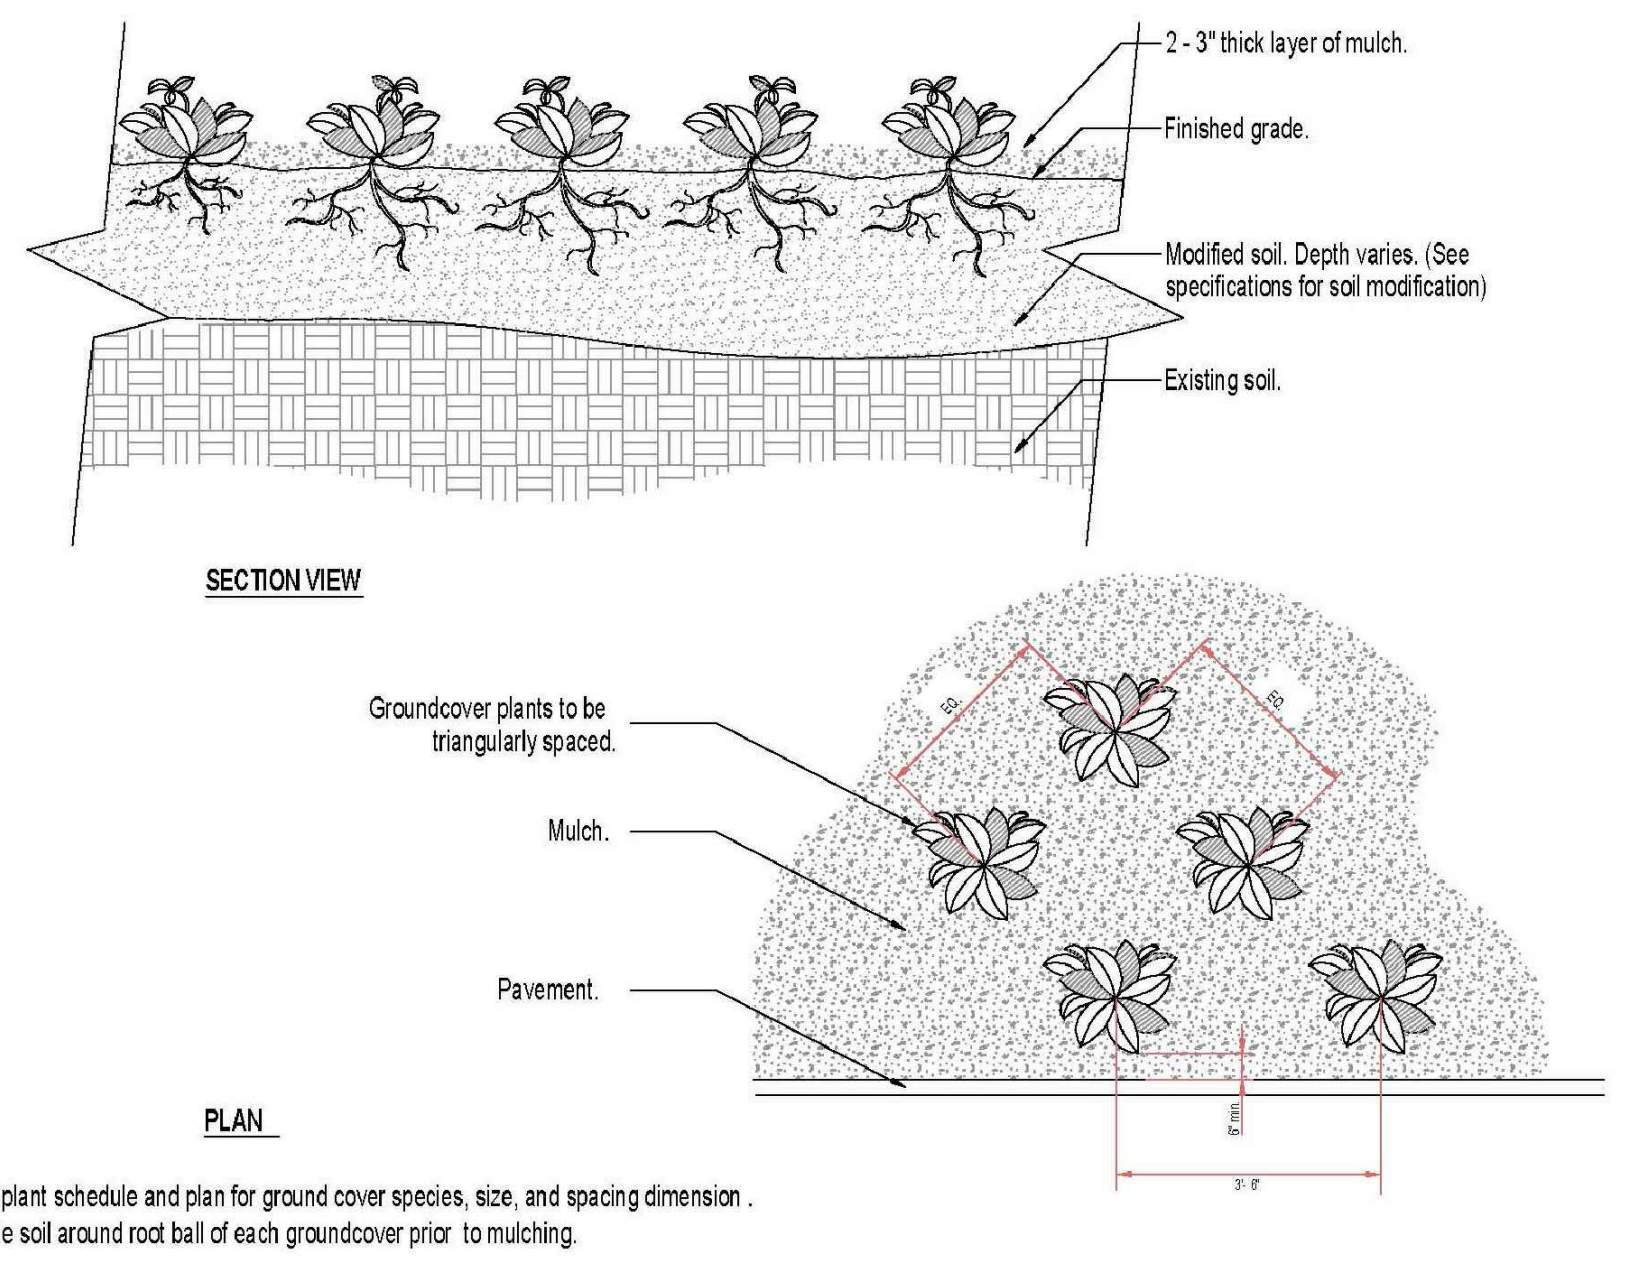 2 - 3" thick layer of mulch.
Finished grade.
Modified soil. Depth varies. (See
specifications for soil modification)
Existing soil.
SECTION VIEW
Groundcover plants to be
triangularly spaced.
EQ.
EQ.
Mulch.
Pavement.
6" min.
3'- 6"
PLAN
plant schedule and plan for ground cover species, size, and spacing dimension .
e soil around root ball of each groundcover prior to mulching.